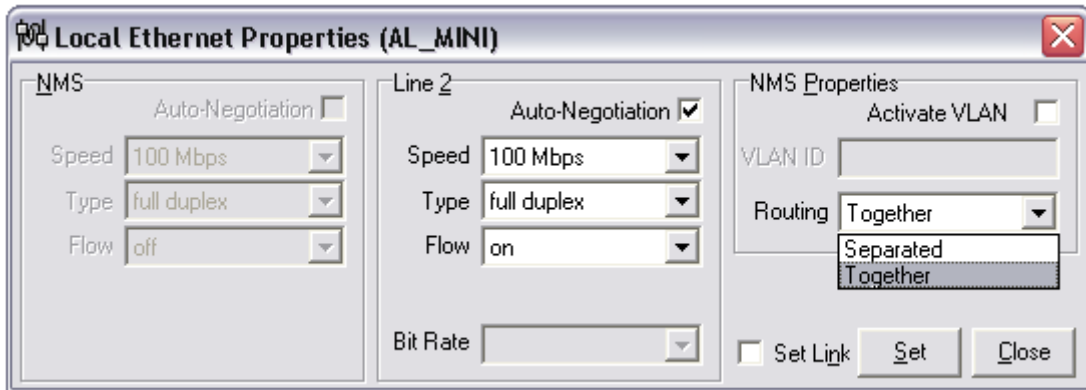 Local Ethernet Properties (AL_MINI)
NMS
Auto-Negotiation
Speed 100 Mbps
Type full duplex
Flow off
Line 2
Auto-Negotiation
Speed 100 Mbps
Type full duplex
Flow on
Bit Rate
NMS Properties
Activate VLAN
VLAN ID
Routing Together
Separated
Together
Set Link Set Close